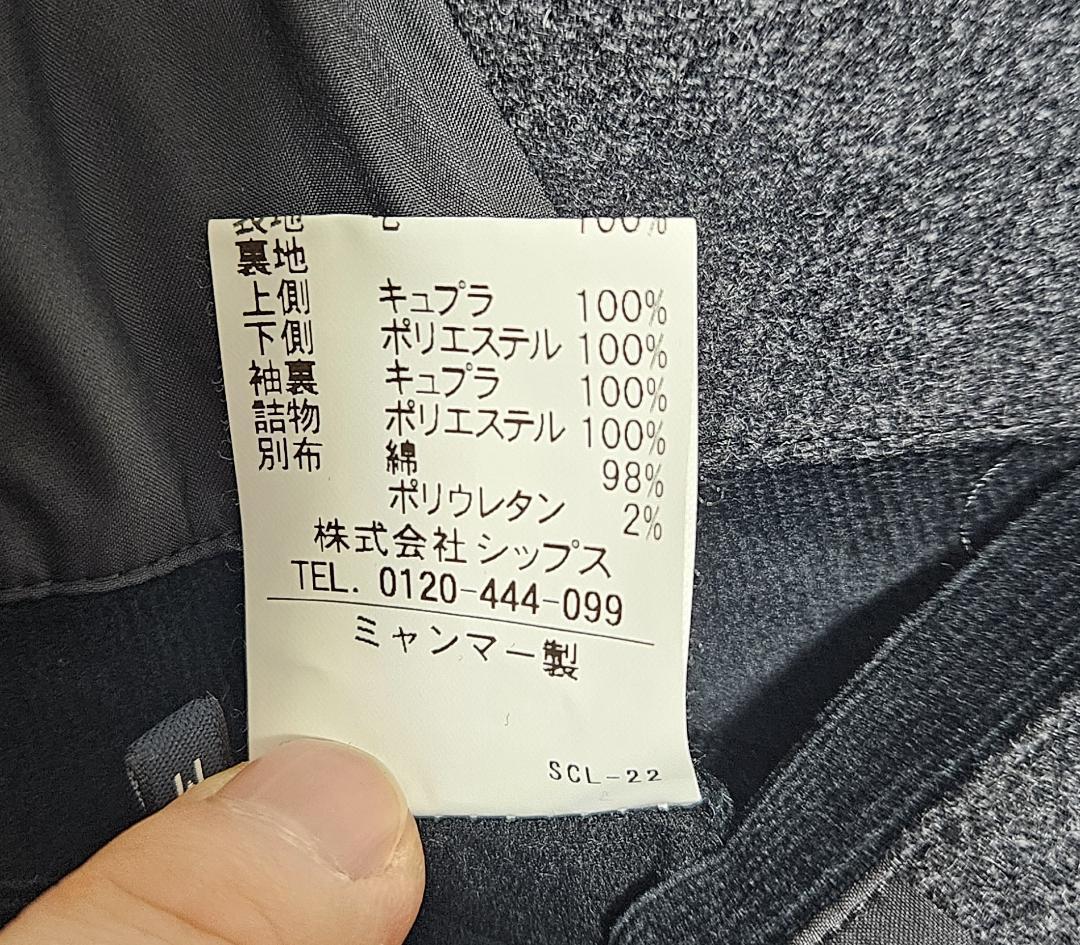 表地 100%
裏地
上側 キュプラ 100%
下側 ポリエステル 100%
袖裏 キュプラ 100%
詰物 ポリエステル 100%
別布 綿 98%
ポリウレタン 2%
株式会社シップス
TEL. 0120-444-099
ミャンマー製
SCL-22